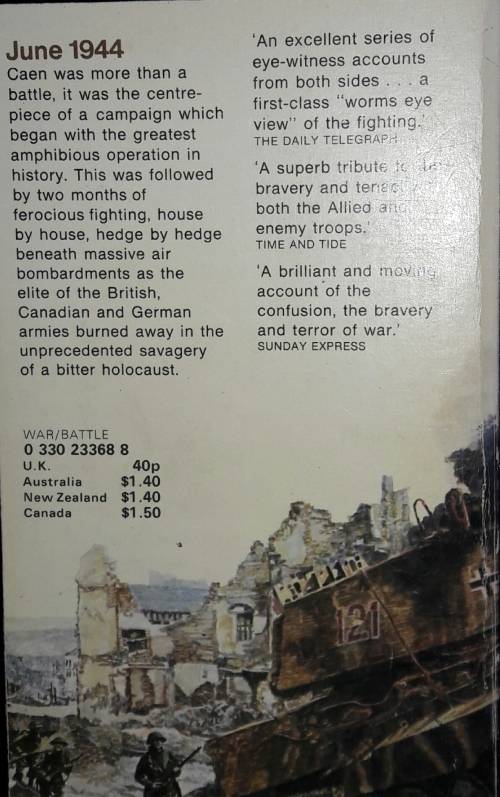 June 1944
Caen was more than a
battle, it was the centre-
piece of a campaign which
began with the greatest
amphibious operation in
history. This was followed
by two months of
ferocious fighting, house
by house, hedge by hedge
beneath massive air
bombardments as the
elite of the British,
Canadian and German
armies burned away in the
unprecedented savagery
of a bitter holocaust.
WAR/BATTLE
0 330 23368 8
U.K. 40p
Australia $1.40
New Zealand $1.40
Canada $1.50
'An excellent series of
eye-witness accounts
from both sides . . . a
first-class "worms eye
view" of the fighting.'
THE DAILY TELEGRAPH
'A superb tribute to the
bravery and
both the Allied and
enemy troops.'
TIME AND TIDE
'A brilliant and moving
account of the
confusion, the bravery
and terror of war.'
SUNDAY EXPRESS
121